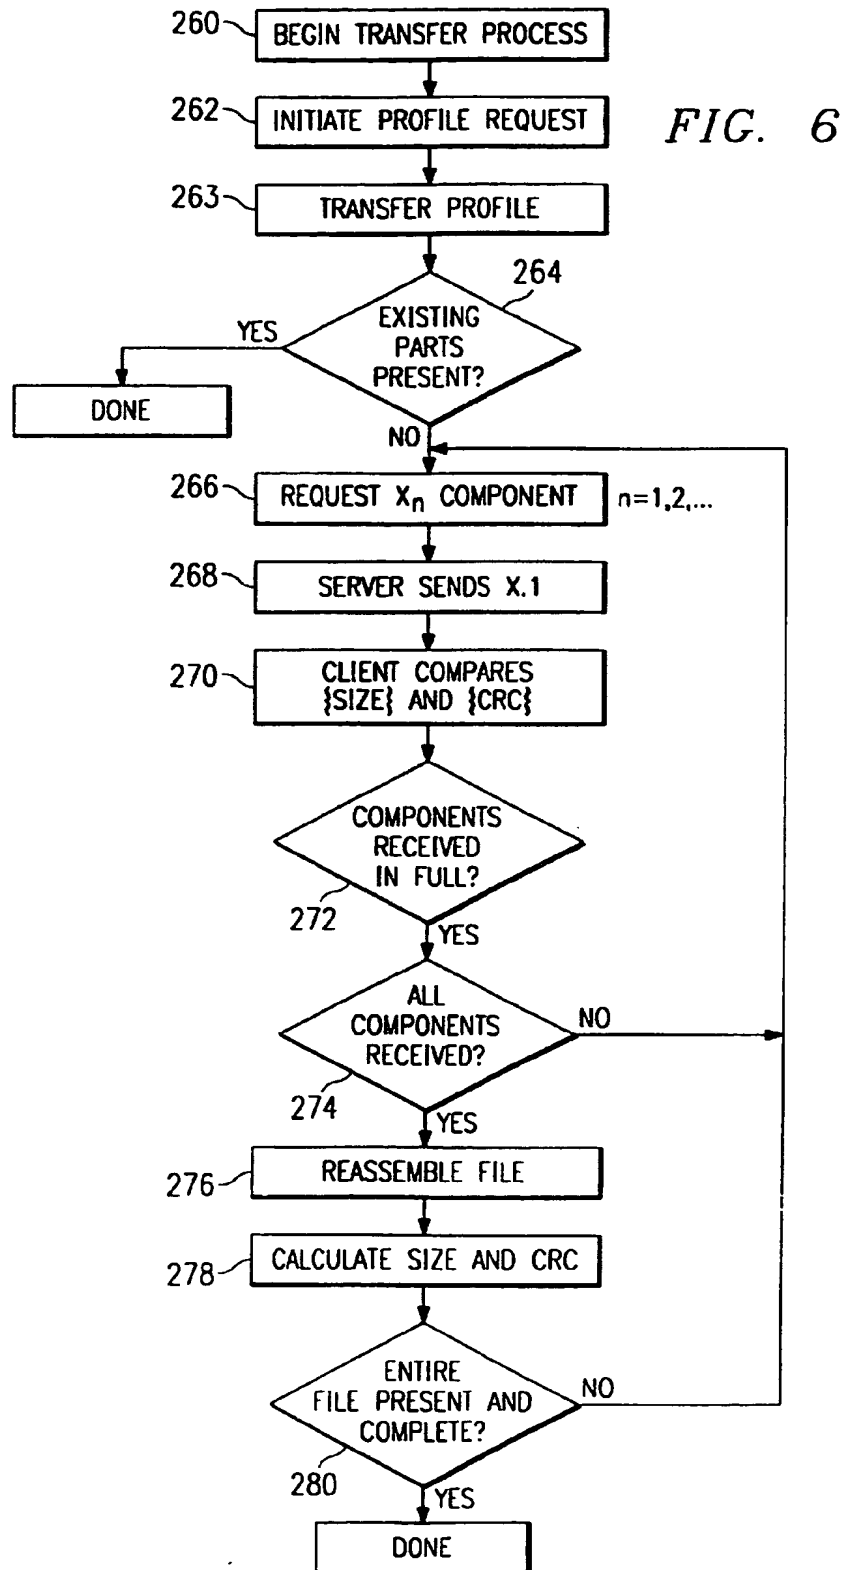 260
BEGIN TRANSFER PROCESS
262
INITIATE PROFILE REQUEST
FIG. 6
263
TRANSFER PROFILE
264
EXISTING
PARTS
PRESENT?
YES
DONE
NO
266
REQUEST Xn COMPONENT
n=1,2,...
268
SERVER SENDS X.1
270
CLIENT COMPARES
{SIZE} AND {CRC}
COMPONENTS
RECEIVED
IN FULL?
272
YES
ALL
COMPONENTS
RECEIVED?
NO
274
YES
276
REASSEMBLE FILE
278
CALCULATE SIZE AND CRC
ENTIRE
FILE PRESENT AND
COMPLETE?
NO
280
YES
DONE